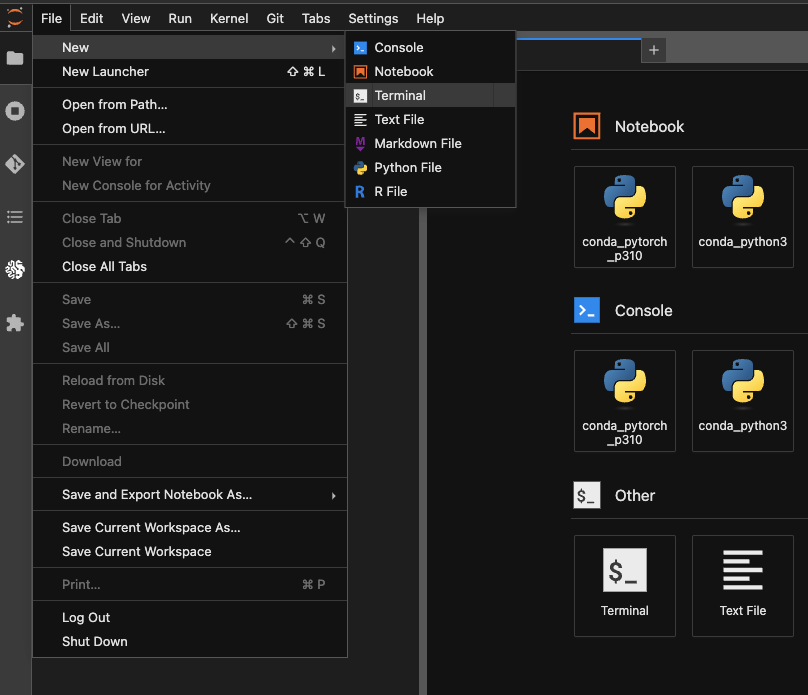 File Edit View Run Kernel Git Tabs Settings Help
New
New Launcher ⇧ ⌘ L
Open from Path...
Open from URL...
New View for
New Console for Activity
Close Tab ⌥ W
Close and Shutdown ^ ⇧ Q
Close All Tabs
Save ⌘ S
Save As... ⇧ ⌘ S
Save All
Reload from Disk
Revert to Checkpoint
Rename...
Download
Save and Export Notebook As...
Save Current Workspace As...
Save Current Workspace
Print... ⌘ P
Log Out
Shut Down
Console
Notebook
$_ Terminal
Text File
M Markdown File
Python File
R R File
+
Notebook
conda_pytorch
_p310
conda_python3
Console
conda_pytorch
_p310
conda_python3
$_ Other
$_
Terminal
Text File